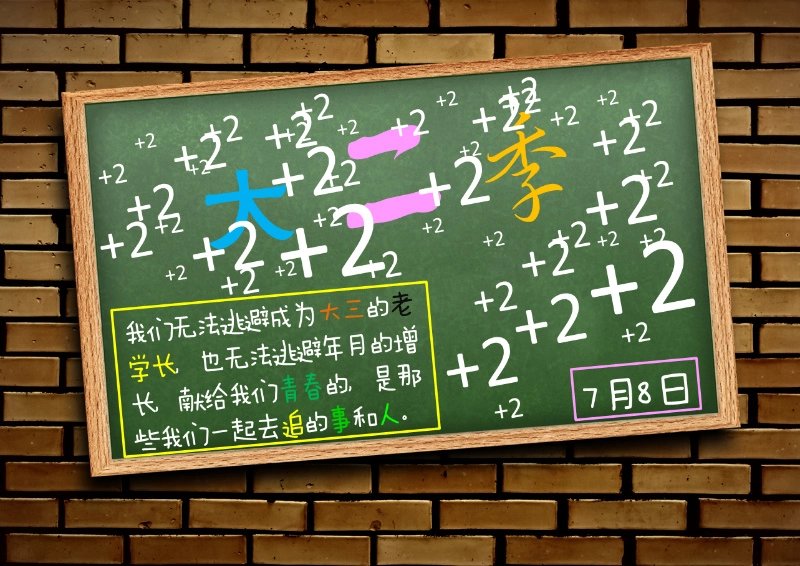 +2 +2 +2 +2
+2 +2 +2 +2 +2 +2 +2
+2 +2 +2 +2
大二季
+2 +2 +2 +2 +2 +2 +2
+2 +2 +2 +2 +2
+2 +2 +2 +2 +2 +2 +2
+2 +2 +2 +2 +2 +2
+2 +2 +2
+2 +2 +2
我们无法逃避成为大三的老
学长，也无法逃避年月的增
长，献给我们青春的，是那
些我们一起去追的事和人。
7月8日